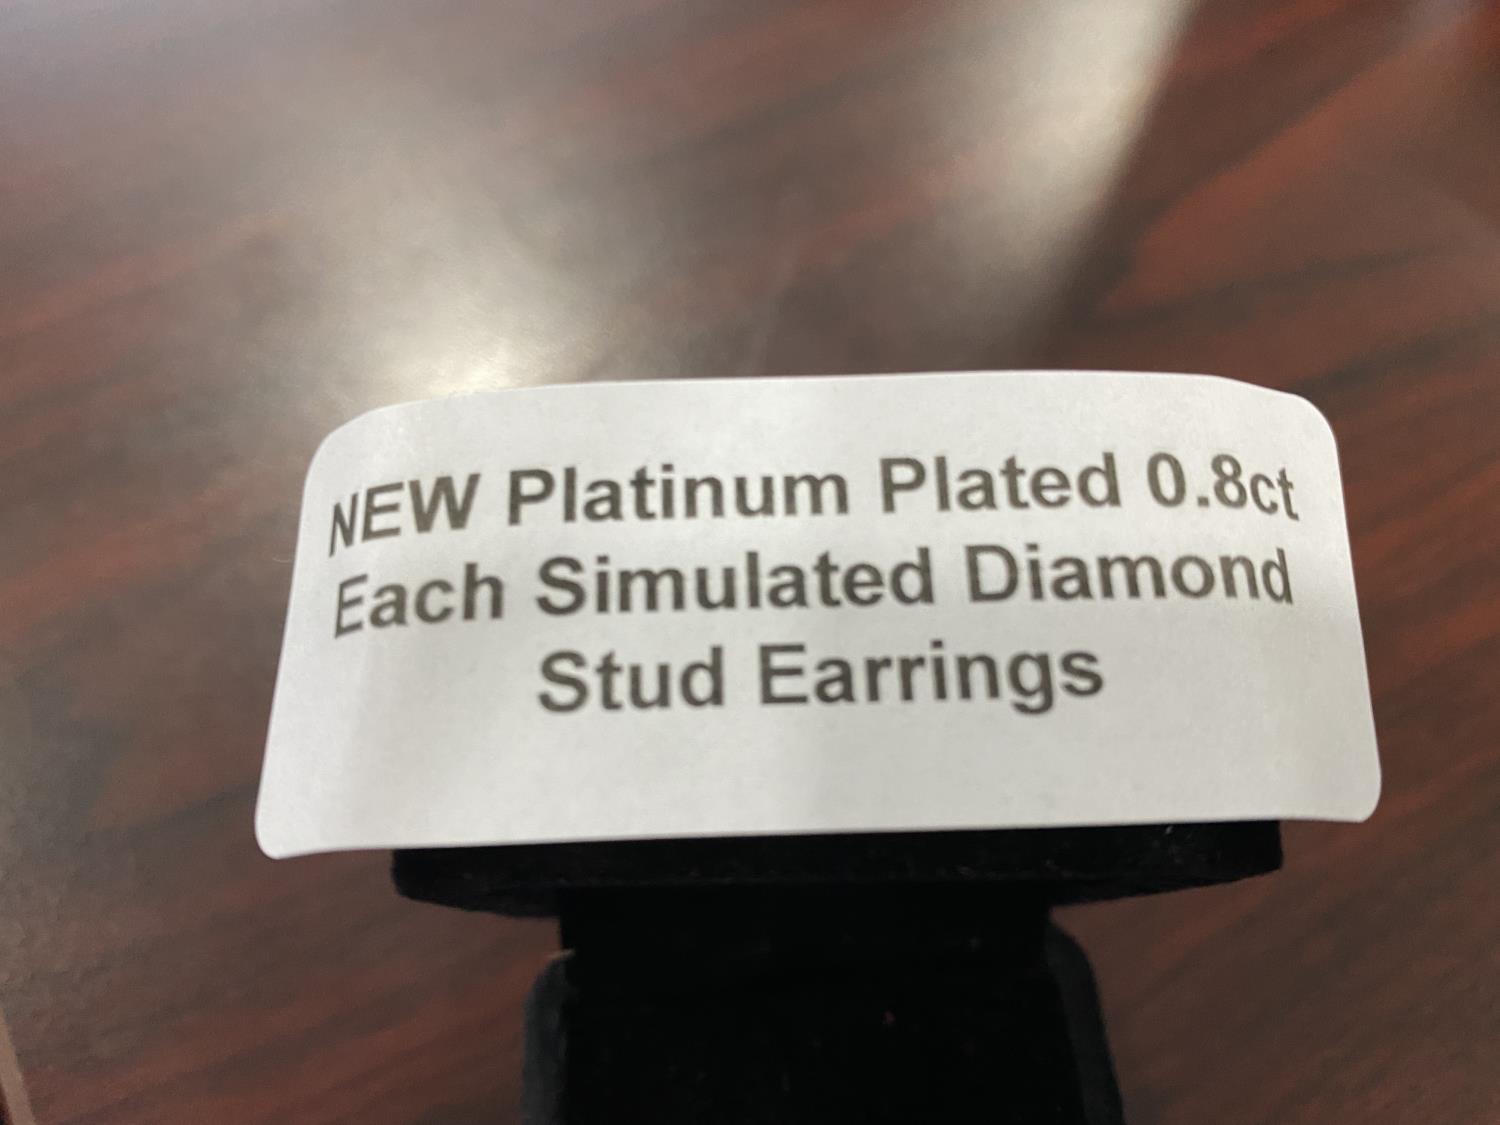 NEW Platinum Plated 0.8ct
Each Simulated Diamond
Stud Earrings